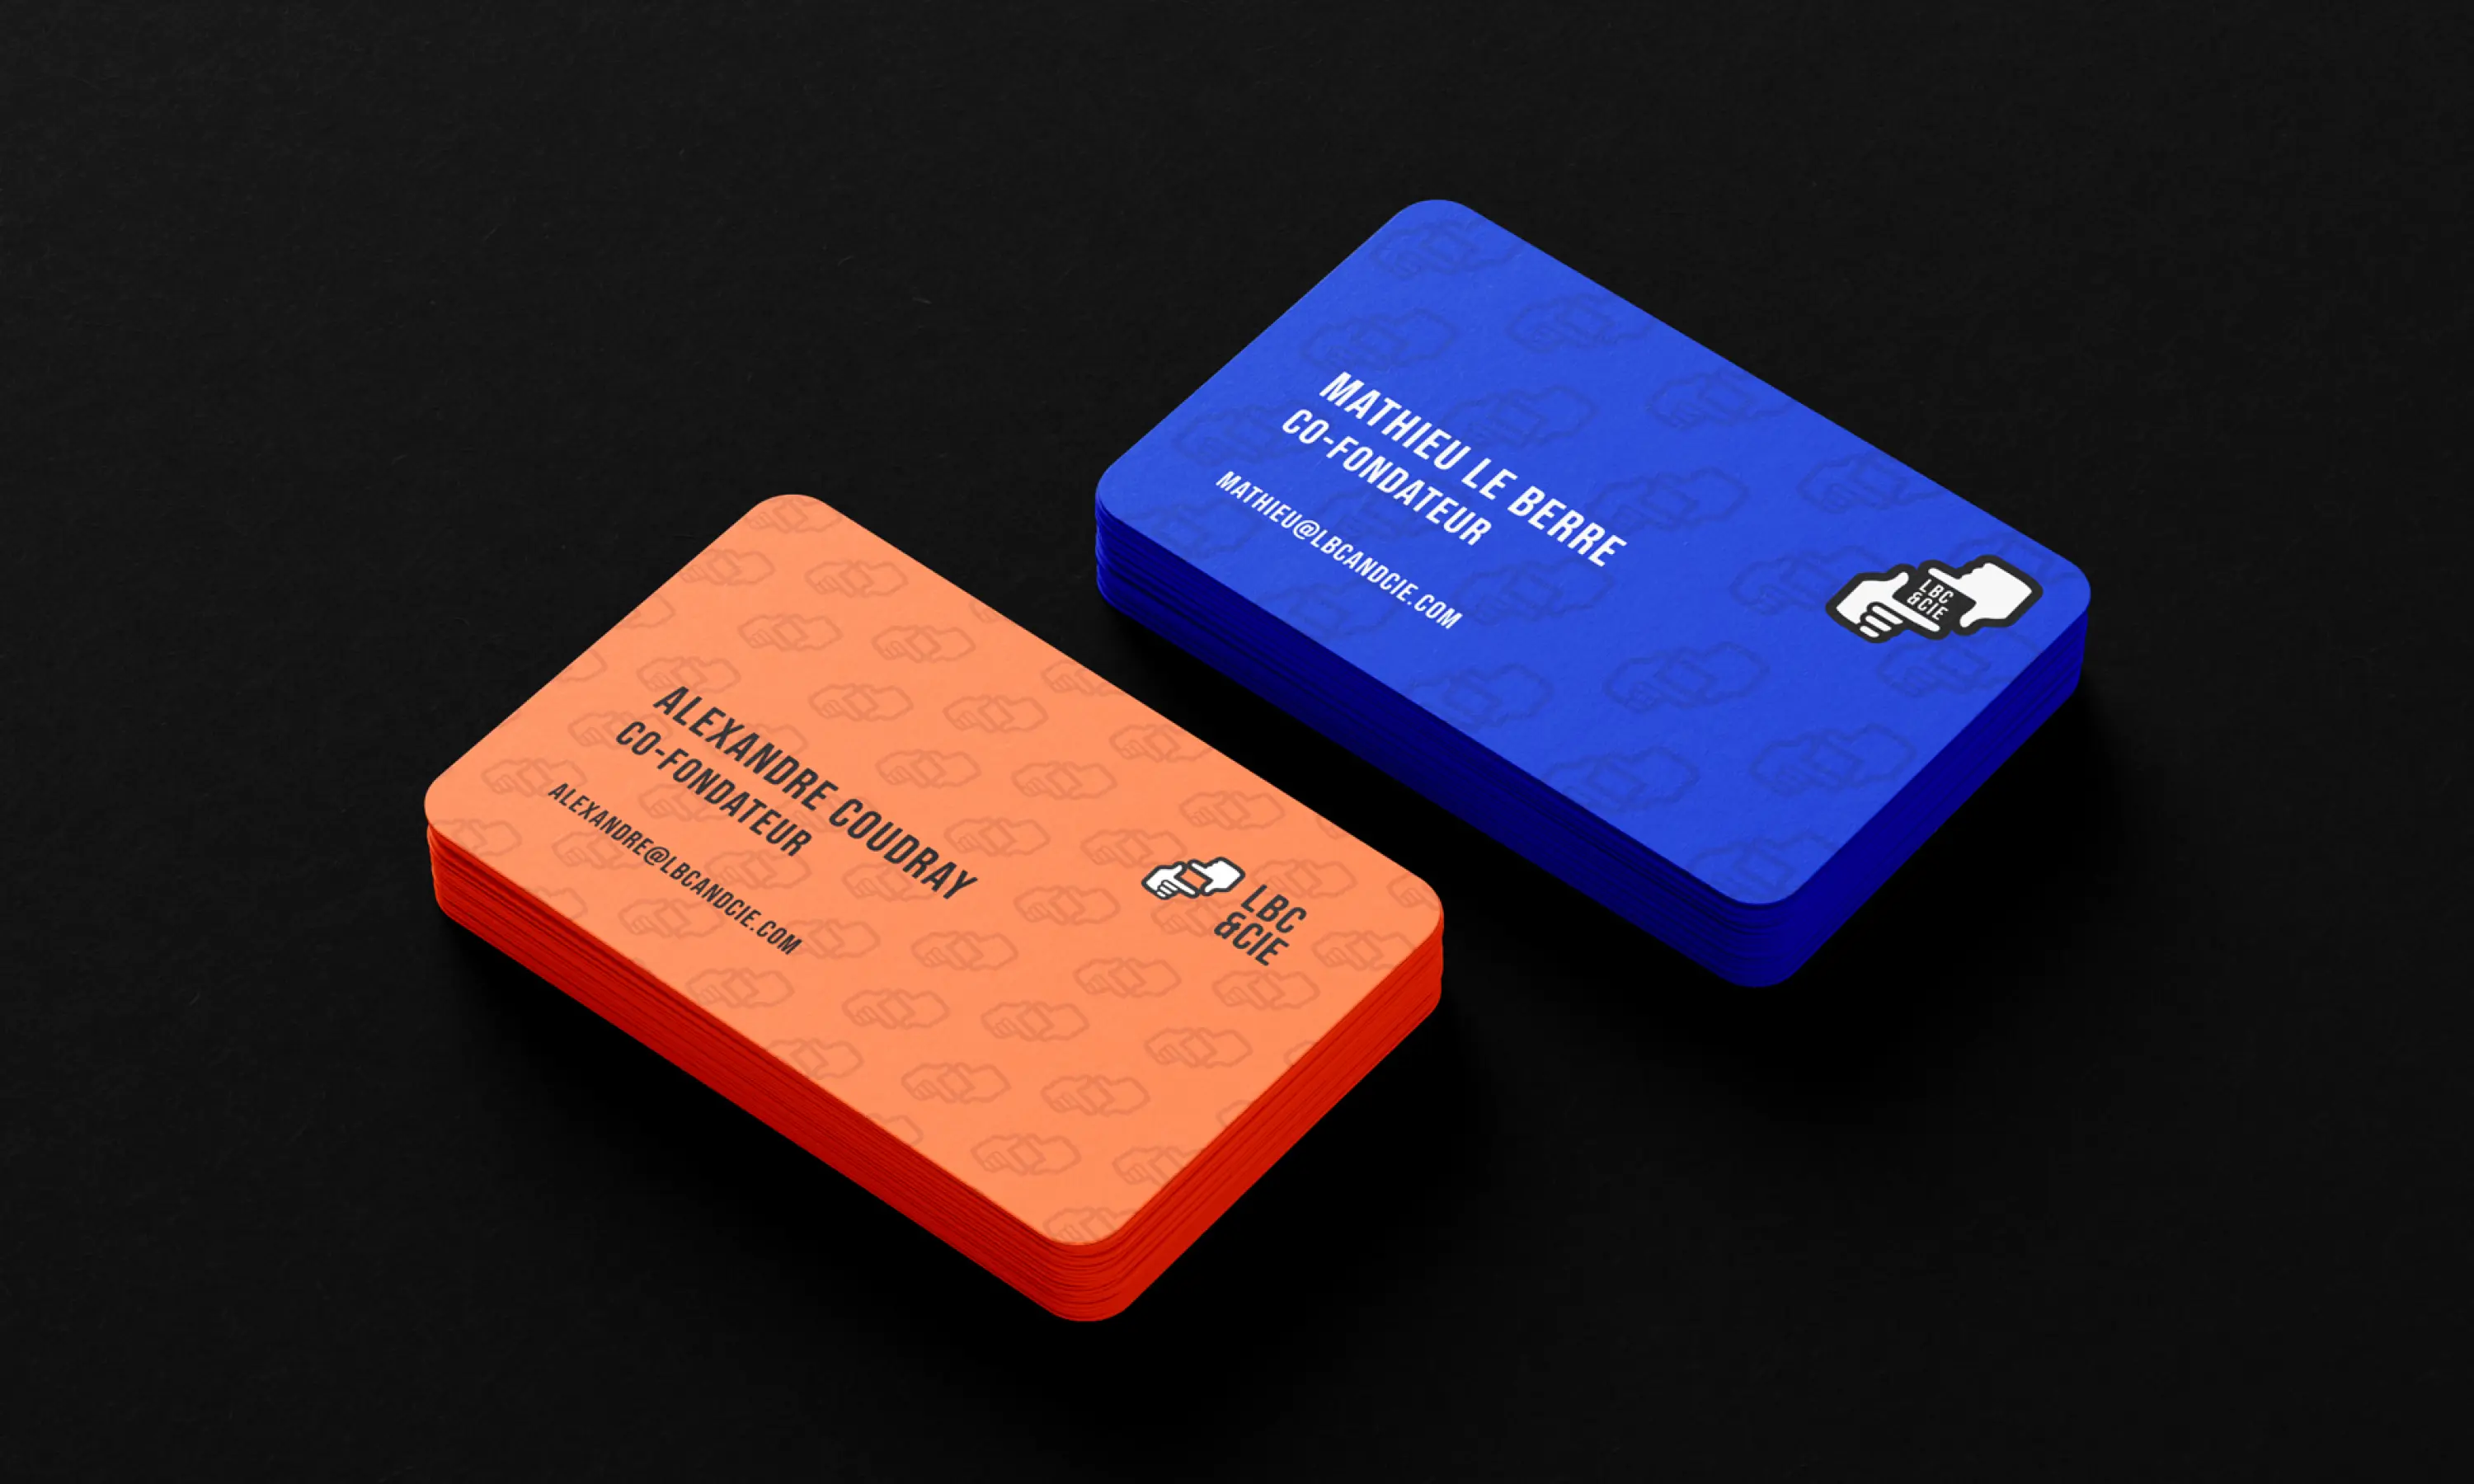 MATHIEU LE BERRE
CO-FONDATEUR
MATHIEU@LBCANDCIE.COM
LBC
&CIE
ALEXANDRE COUDRAY
CO-FONDATEUR
ALEXANDRE@LBCANDCIE.COM
LBC
&CIE